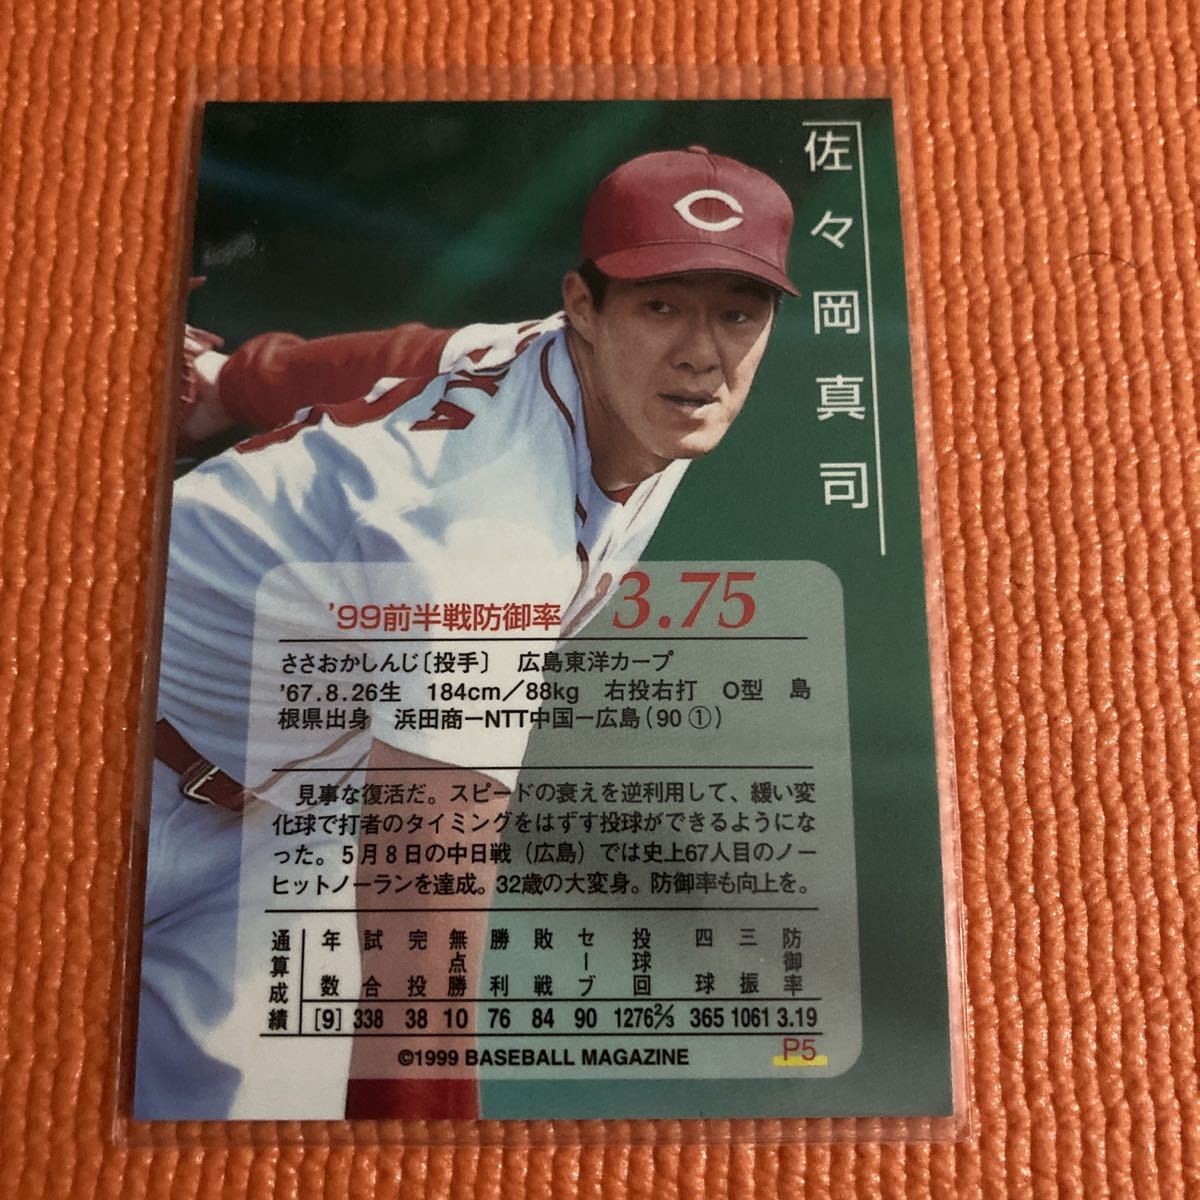 佐々岡真司
'99前半戦防御率 3.75
ささおかしんじ〔投手〕 広島東洋カープ
'67.8.26生 184cm/88kg 右投右打 O型 島
根県出身 浜田商ーNTT中国ー広島(90①)
見事な復活だ。スピードの衰えを逆利用して、緩い変
化球で打者のタイミングをはずす投球ができるようにな
った。5月8日の中日戦(広島)では史上67人目のノー
ヒットノーランを達成。32歳の大変身。防御率も向上を。
通算成績 年数 試合 完投 無点勝 勝利 敗戦 セーブ 投球回 四球 三振 防御率
[9] 338 38 10 76 84 90 1276 2/3 365 1061 3.19
©1999 BASEBALL MAGAZINE P5